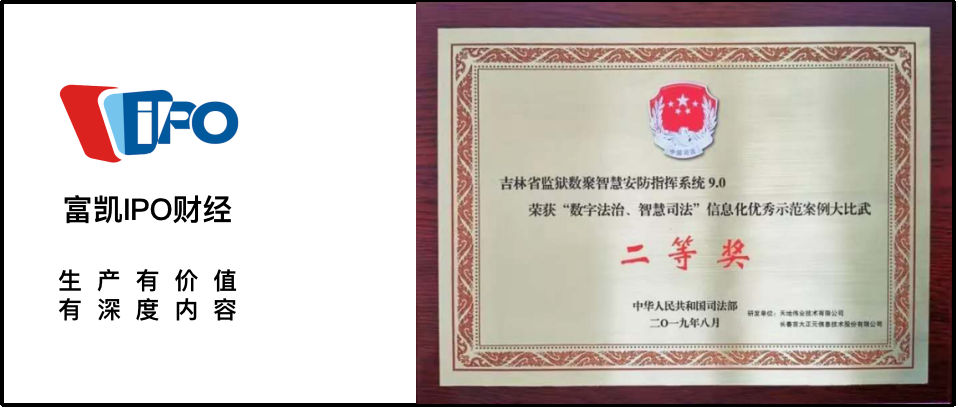 iPO
富凯IPO财经
生产有价值
有深度内容
中国司法
吉林省监狱数聚智慧安防指挥系统9.0
荣获“数字法治、智慧司法”信息化优秀示范案例大比武
二等奖
中华人民共和国司法部
二〇一九年八月
研发单位：天地伟业技术有限公司
长春吉大正元信息技术股份有限公司